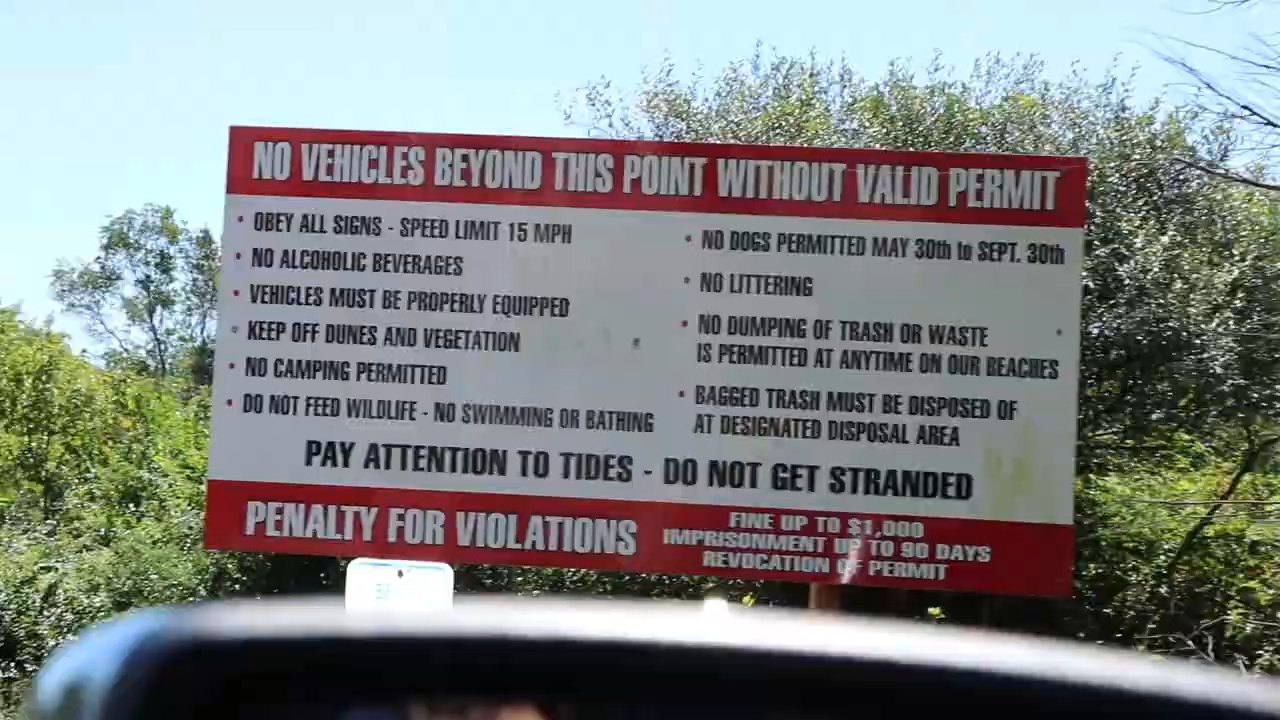 NO VEHICLES BEYOND THIS POINT WITHOUT VALID PERMIT
• OBEY ALL SIGNS - SPEED LIMIT 15 MPH
• NO ALCOHOLIC BEVERAGES
• VEHICLES MUST BE PROPERLY EQUIPPED
• KEEP OFF DUNES AND VEGETATION
• NO CAMPING PERMITTED
• DO NOT FEED WILDLIFE - NO SWIMMING OR BATHING
• NO DOGS PERMITTED MAY 30th to SEPT. 30th
• NO LITTERING
• NO DUMPING OF TRASH OR WASTE
IS PERMITTED AT ANYTIME ON OUR BEACHES
• BAGGED TRASH MUST BE DISPOSED OF
AT DESIGNATED DISPOSAL AREA
PAY ATTENTION TO TIDES - DO NOT GET STRANDED
PENALTY FOR VIOLATIONS
FINE UP TO $1,000
IMPRISONMENT UP TO 90 DAYS
REVOCATION OF PERMIT